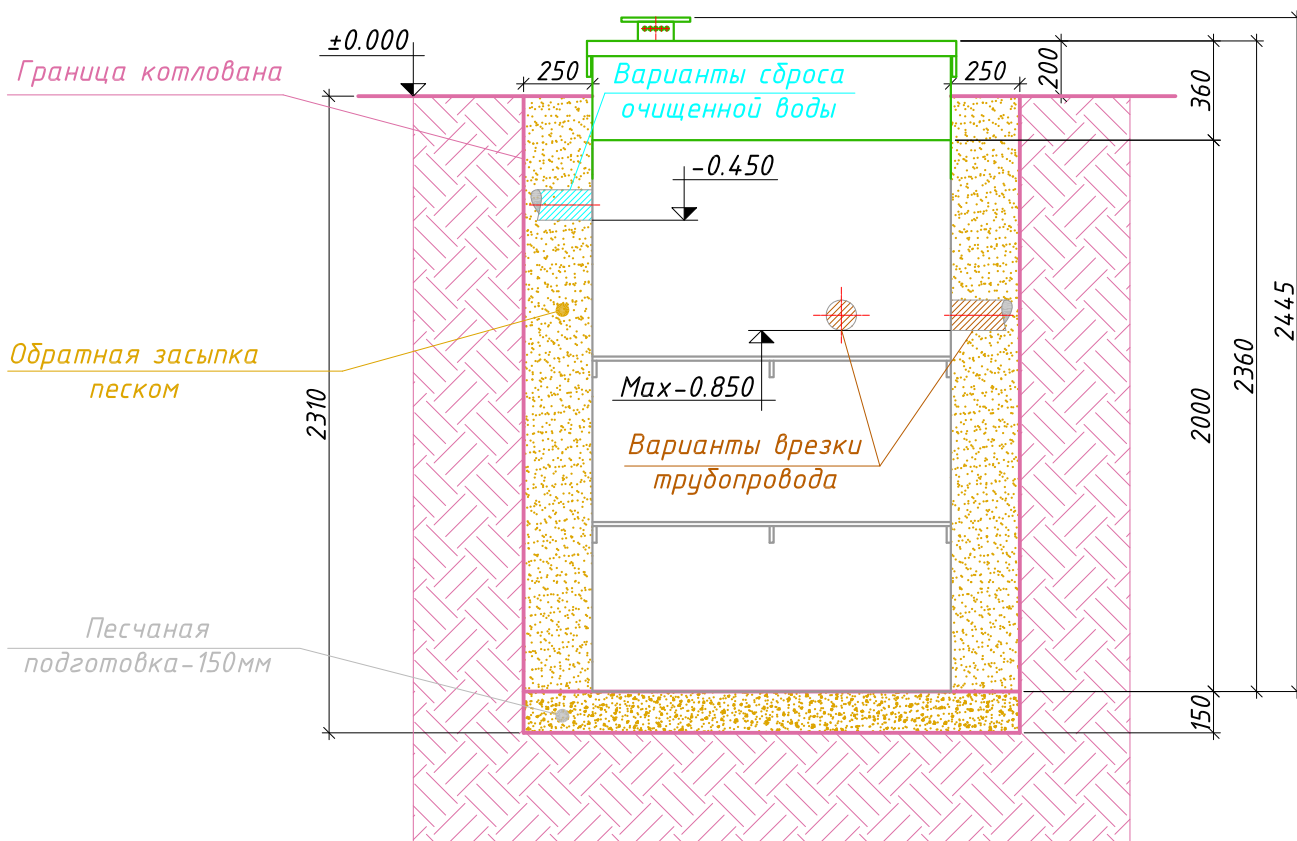 ±0.000
Граница котлована
250
Варианты сброса
очищенной воды
250
200
360
-0.450
2445
Обратная засыпка
песком
2310
Max-0.850
2360
2000
Варианты врезки
трубопровода
Песчаная
подготовка-150мм
150